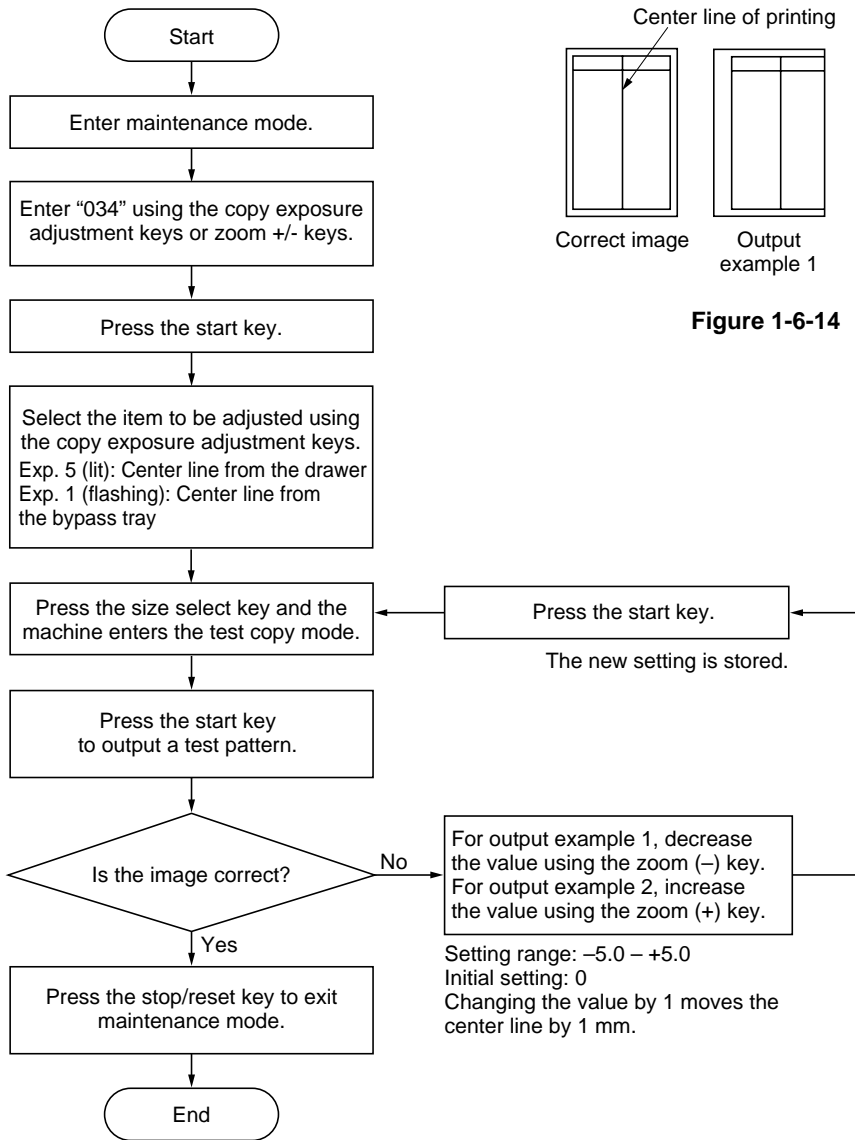 Start
Enter maintenance mode.
Enter “034” using the copy exposure
adjustment keys or zoom +/- keys.
Press the start key.
Select the item to be adjusted using
the copy exposure adjustment keys.
Exp. 5 (lit): Center line from the drawer
Exp. 1 (flashing): Center line from
the bypass tray
Press the size select key and the
machine enters the test copy mode.
Press the start key
to output a test pattern.
Is the image correct?
Yes
Press the stop/reset key to exit
maintenance mode.
End
No
For output example 1, decrease
the value using the zoom (–) key.
For output example 2, increase
the value using the zoom (+) key.
Setting range: –5.0 – +5.0
Initial setting: 0
Changing the value by 1 moves the
center line by 1 mm.
Press the start key.
The new setting is stored.
Center line of printing
Correct image
Output
example 1
Figure 1-6-14